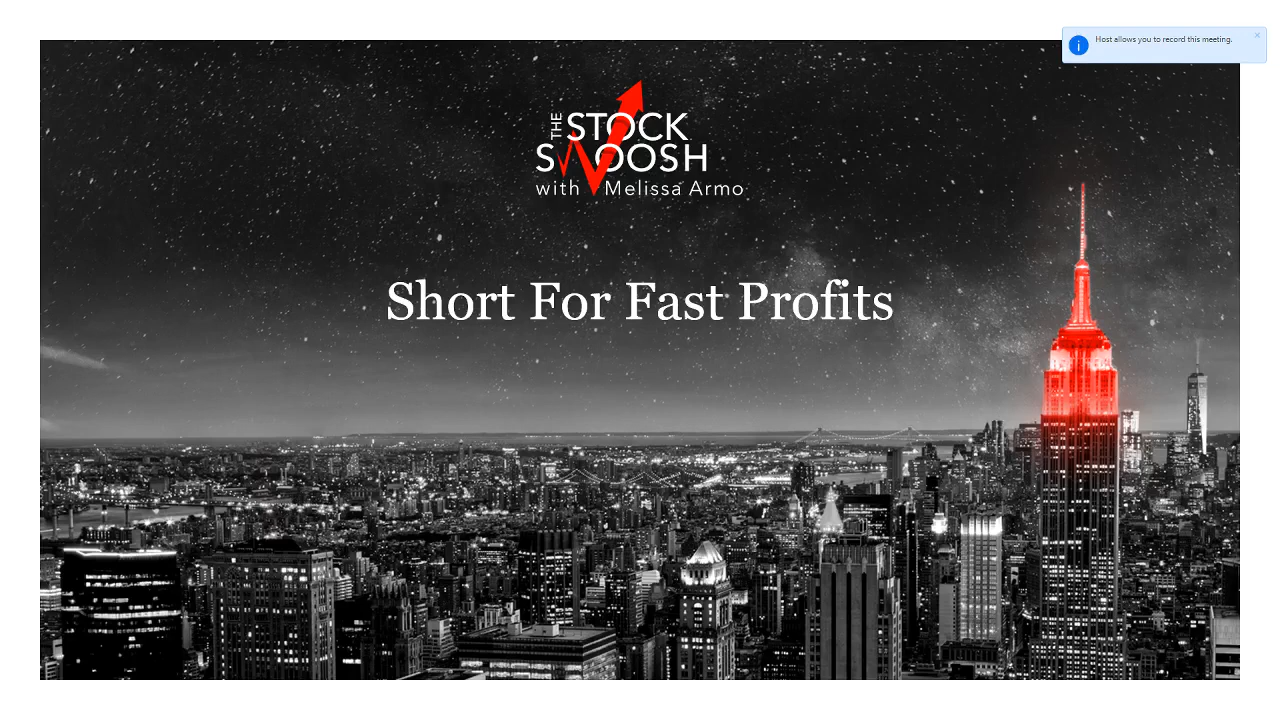 Host allows you to record this meeting.
THE STOCK
SWOOSH
with Melissa Armo
Short For Fast Profits